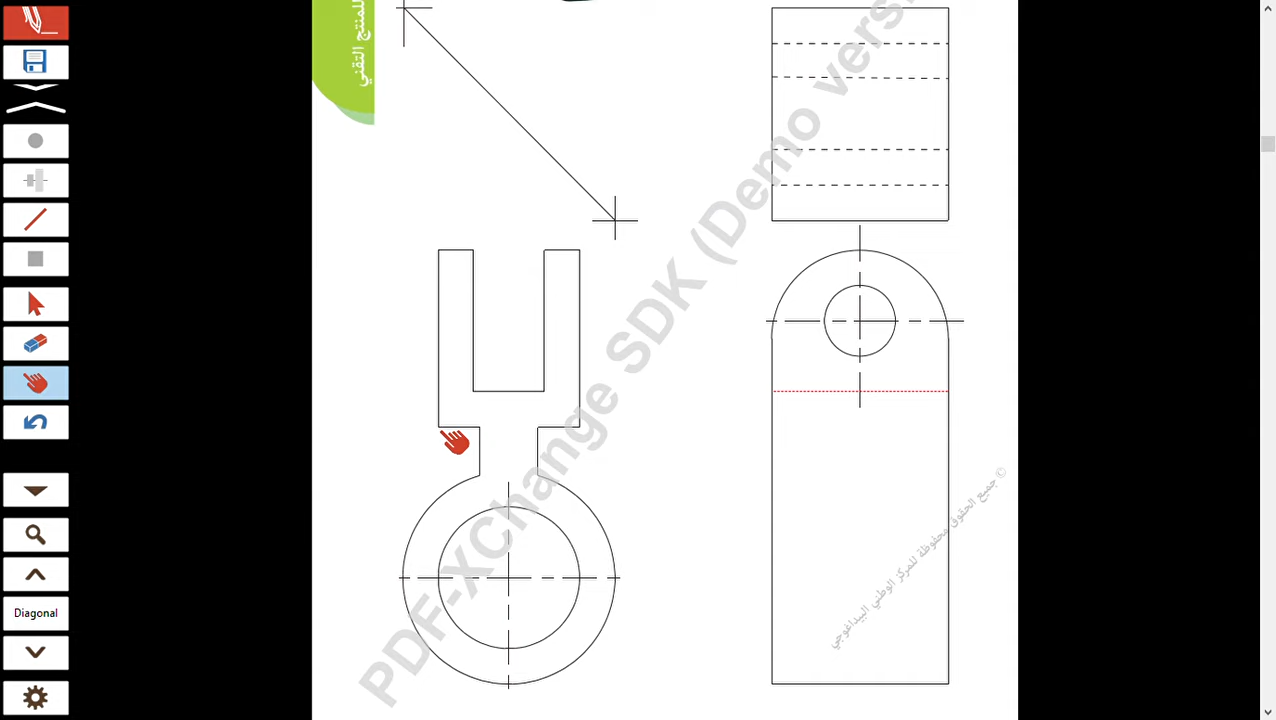 للمنتج التقني
PDF-XChange SDK (Demo vers
© جميع الحقوق محفوظة للمركز الوطني البيداغوجي
Diagonal